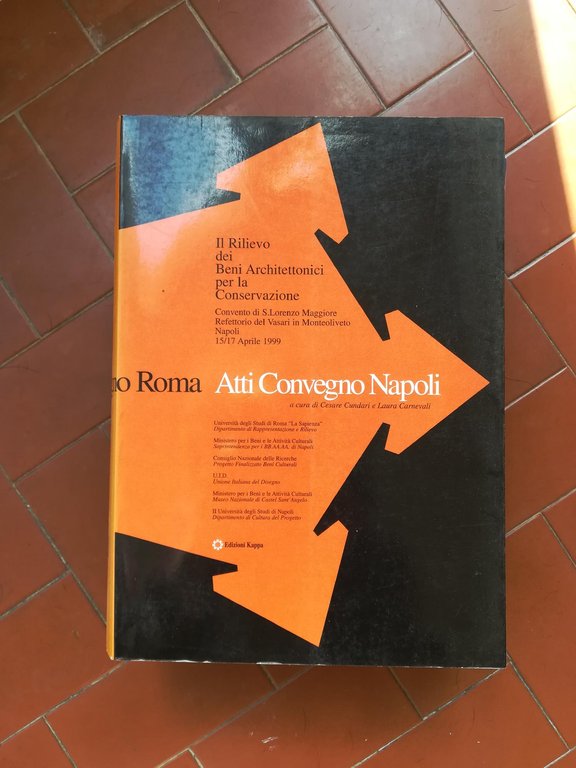 Il Rilievo
dei
Beni Architettonici
per la
Conservazione
Convento di S.Lorenzo Maggiore
Refettorio del Vasari in Monteoliveto
Napoli
15/17 Aprile 1999
no Roma Atti Convegno Napoli
a cura di Cesare Cundari e Laura Carnevali
Università degli Studi di Roma "La Sapienza"
Dipartimento di Rappresentazione e Rilievo
Ministero per i Beni e le Attività Culturali
Soprintendenza per i BB.AA.AA. di Napoli
Consiglio Nazionale delle Ricerche
Progetto Finalizzato Beni Culturali
U.I.D.
Unione Italiana del Disegno
Ministero per i Beni e le Attività Culturali
Museo Nazionale di Castel Sant'Angelo
II Università degli Studi di Napoli
Dipartimento di Cultura del Progetto
Edizioni Kappa